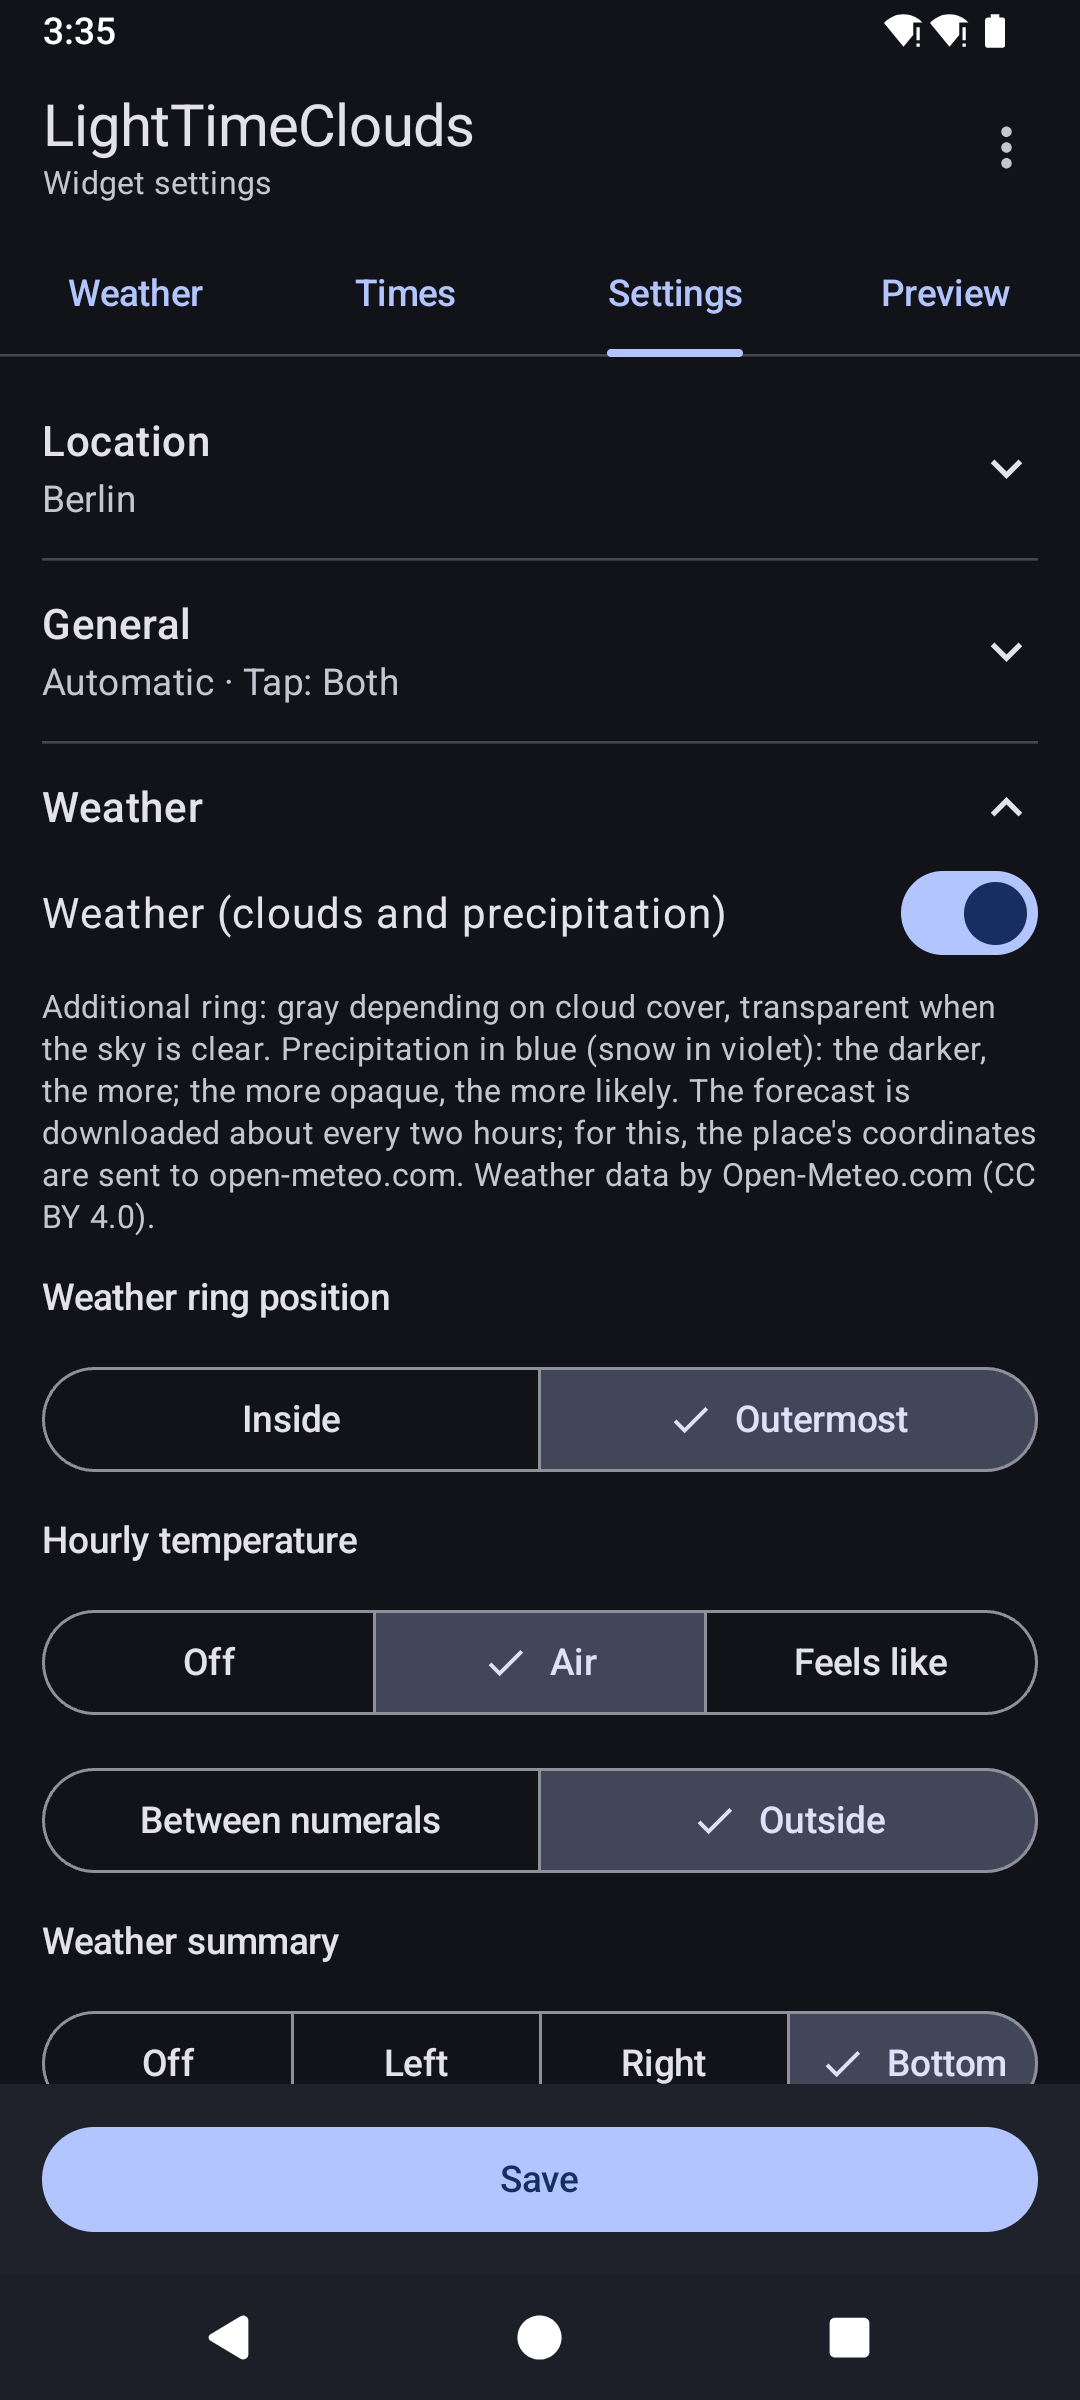 3:35
LightTimeClouds
Widget settings
Weather
Times
Settings
Preview
Location
Berlin
General
Automatic · Tap: Both
Weather
Weather (clouds and precipitation)
Additional ring: gray depending on cloud cover, transparent when
the sky is clear. Precipitation in blue (snow in violet): the darker,
the more; the more opaque, the more likely. The forecast is
downloaded about every two hours; for this, the place's coordinates
are sent to open-meteo.com. Weather data by Open-Meteo.com (CC
BY 4.0).
Weather ring position
Inside
Outermost
Hourly temperature
Off
Air
Feels like
Between numerals
Outside
Weather summary
Off
Left
Right
Bottom
Save